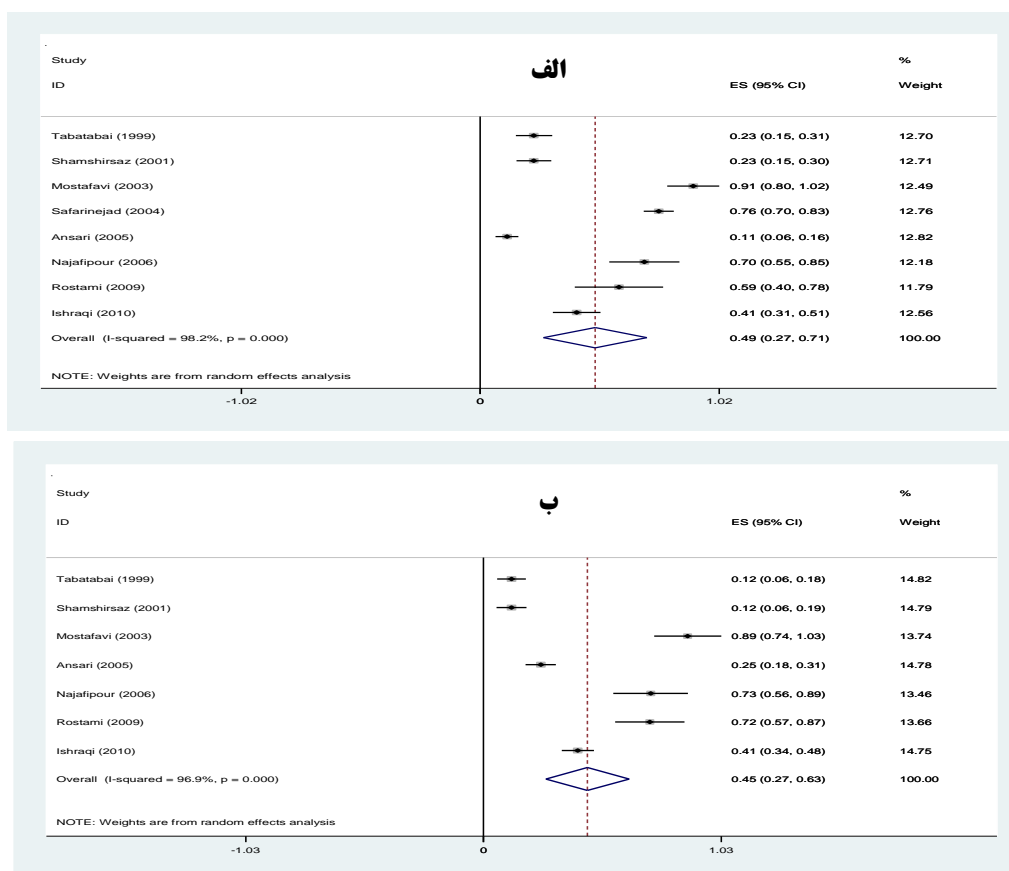 الف
Study %
ID ES (95% CI) Weight
Tabatabai (1999) 0.23 (0.15, 0.31) 12.70
Shamshirsaz (2001) 0.23 (0.15, 0.30) 12.71
Mostafavi (2003) 0.91 (0.80, 1.02) 12.49
Safarinejad (2004) 0.76 (0.70, 0.83) 12.76
Ansari (2005) 0.11 (0.06, 0.16) 12.82
Najafipour (2006) 0.70 (0.55, 0.85) 12.18
Rostami (2009) 0.59 (0.40, 0.78) 11.79
Ishraqi (2010) 0.41 (0.31, 0.51) 12.56
Overall (I-squared = 98.2%, p = 0.000) 0.49 (0.27, 0.71) 100.00
NOTE: Weights are from random effects analysis
-1.02 0 1.02
ب
Study %
ID ES (95% CI) Weight
Tabatabai (1999) 0.12 (0.06, 0.18) 14.82
Shamshirsaz (2001) 0.12 (0.06, 0.19) 14.79
Mostafavi (2003) 0.89 (0.74, 1.03) 13.74
Ansari (2005) 0.25 (0.18, 0.31) 14.78
Najafipour (2006) 0.73 (0.56, 0.89) 13.46
Rostami (2009) 0.72 (0.57, 0.87) 13.66
Ishraqi (2010) 0.41 (0.34, 0.48) 14.75
Overall (I-squared = 96.9%, p = 0.000) 0.45 (0.27, 0.63) 100.00
NOTE: Weights are from random effects analysis
-1.03 0 1.03